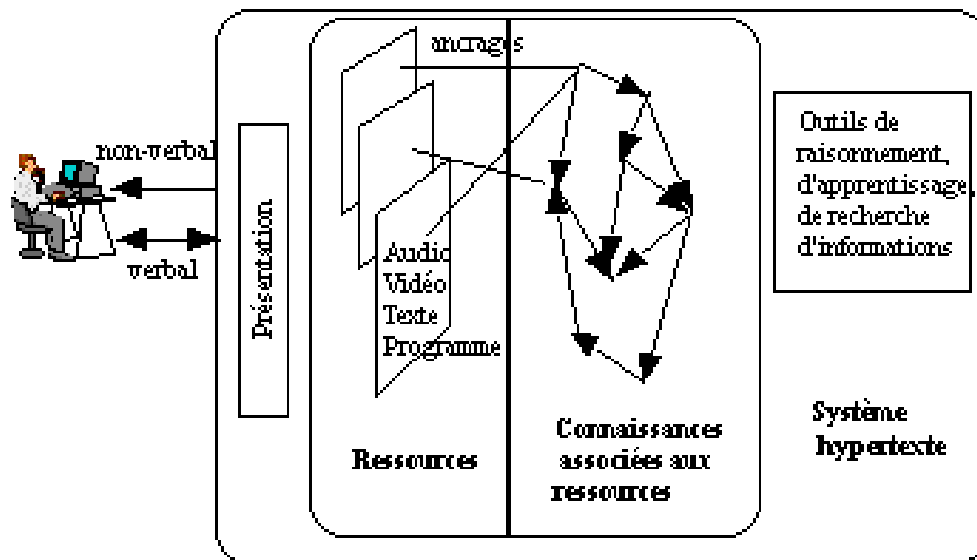 ancrages
non-verbal
verbal
Présentation
Audio
Vidéo
Texte
Programme
Ressources
Connaissances
associées aux
ressources
Outils de
raisonnement,
d'apprentissage,
de recherche
d'informations
Système
hypertexte